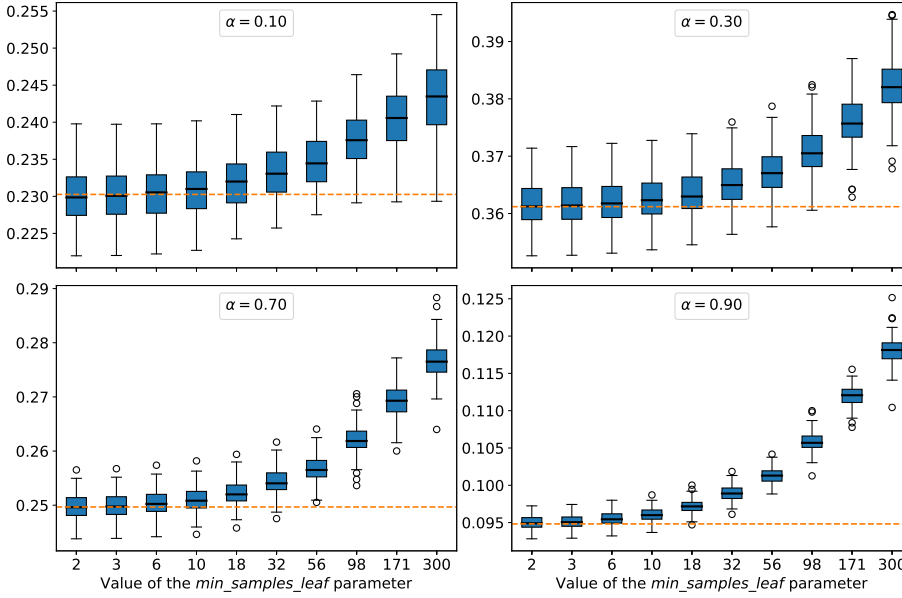 α = 0.10
0.255
0.250
0.245
0.240
0.235
0.230
0.225
α = 0.30
0.39
0.38
0.37
0.36
α = 0.70
0.29
0.28
0.27
0.26
0.25
2 3 6 10 18 32 56 98 171 300
Value of the min_samples_leaf parameter
α = 0.90
0.125
0.120
0.115
0.110
0.105
0.100
0.095
2 3 6 10 18 32 56 98 171 300
Value of the min_samples_leaf parameter